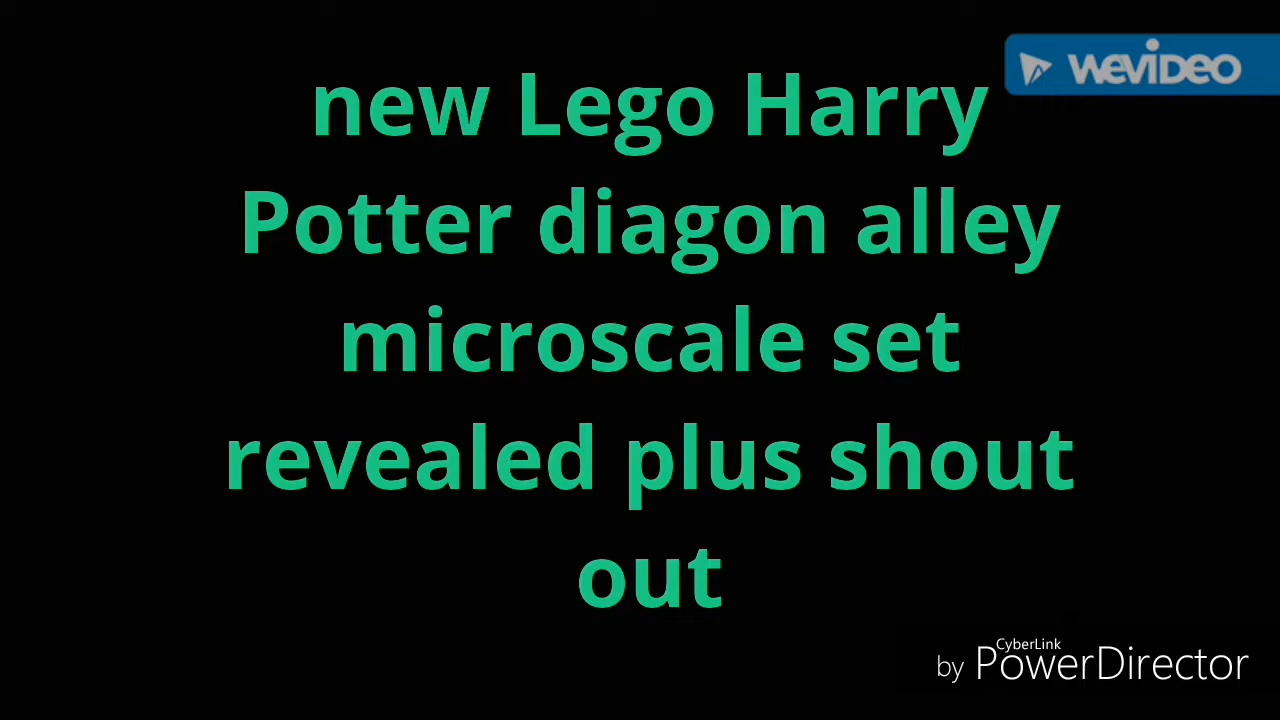 WEVIDEO
new Lego Harry
Potter diagon alley
microscale set
revealed plus shout
out
CyberLink
by PowerDirector